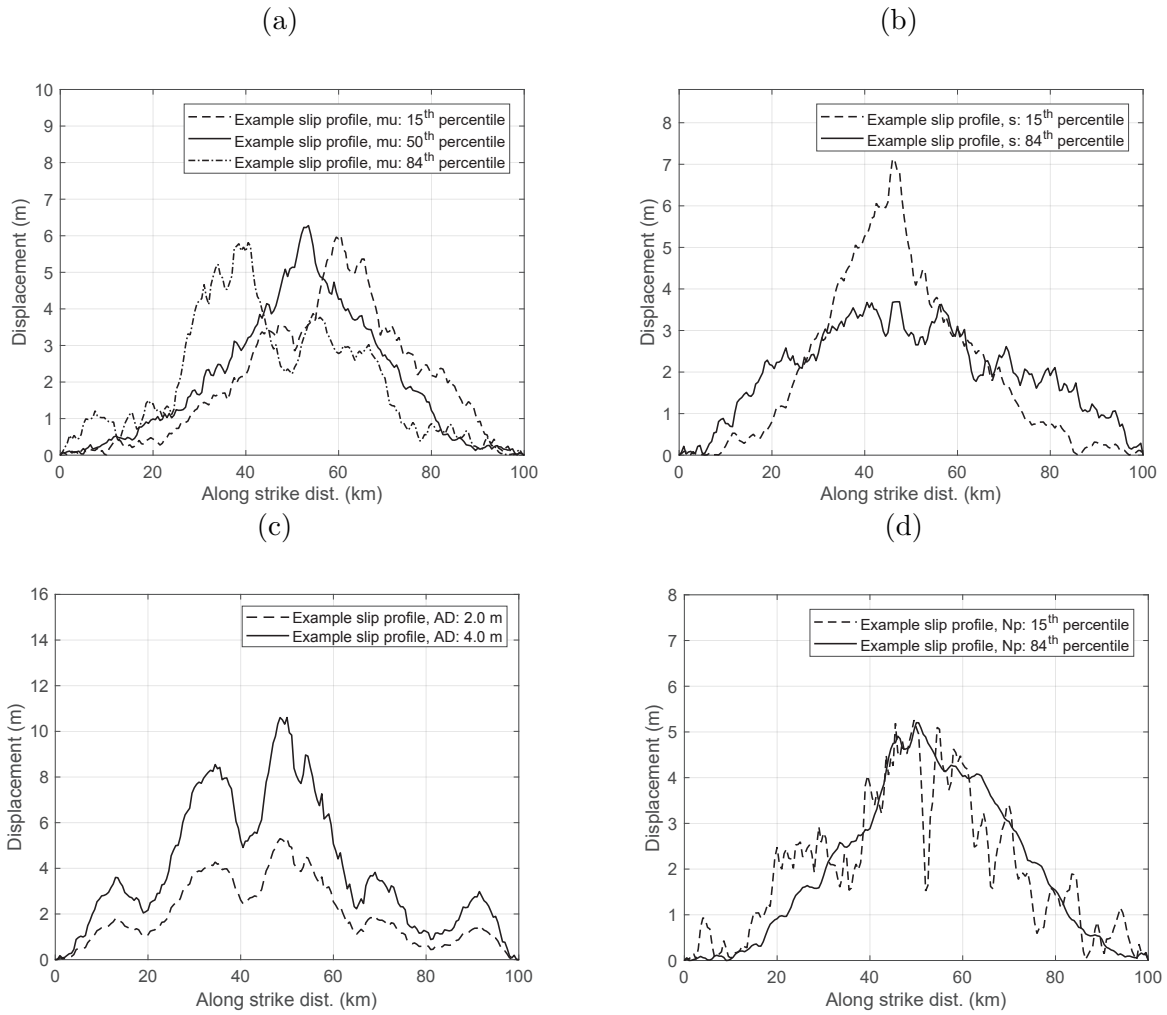 (a)
10
9
8
7
6
5
4
3
2
1
0
Displacement (m)
Example slip profile, mu: 15th percentile
Example slip profile, mu: 50th percentile
Example slip profile, mu: 84th percentile
0 20 40 60 80 100
Along strike dist. (km)
(b)
8
7
6
5
4
3
2
1
0
Displacement (m)
Example slip profile, s: 15th percentile
Example slip profile, s: 84th percentile
0 20 40 60 80 100
Along strike dist. (km)
(c)
16
14
12
10
8
6
4
2
0
Displacement (m)
Example slip profile, AD: 2.0 m
Example slip profile, AD: 4.0 m
0 20 40 60 80 100
Along strike dist. (km)
(d)
8
7
6
5
4
3
2
1
0
Displacement (m)
Example slip profile, Np: 15th percentile
Example slip profile, Np: 84th percentile
0 20 40 60 80 100
Along strike dist. (km)